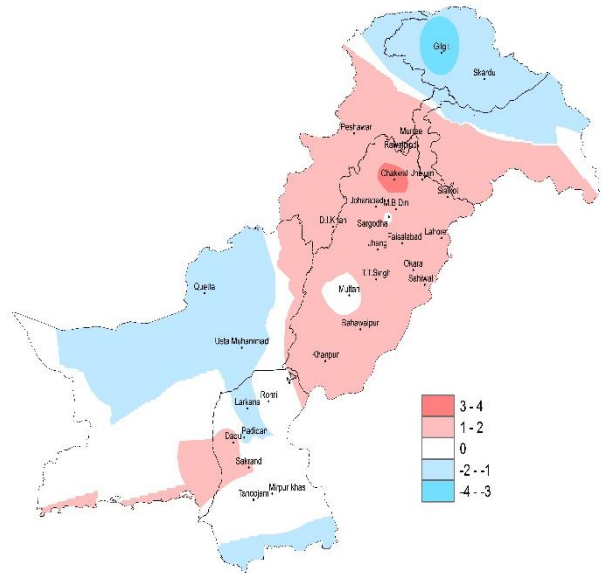 Gilgit
Skardu
Peshawar
Murree
Rawalpindi
Chakwal Jhelum
Sialkot
Joharabad
M.B Din
D.I.Khan
Sargodha
Faisalabad
Lahore
Jhang
Okara
T.T.Singh
Sahiwal
Quetta
Multan
Bahawalpur
Usta Muhammad
Khanpur
Rohri
Larkana
Padidan
Dadu
Sakrand
Mirpur khas
Tandojam
3 - 4
1 - 2
0
-2 - -1
-4 - -3